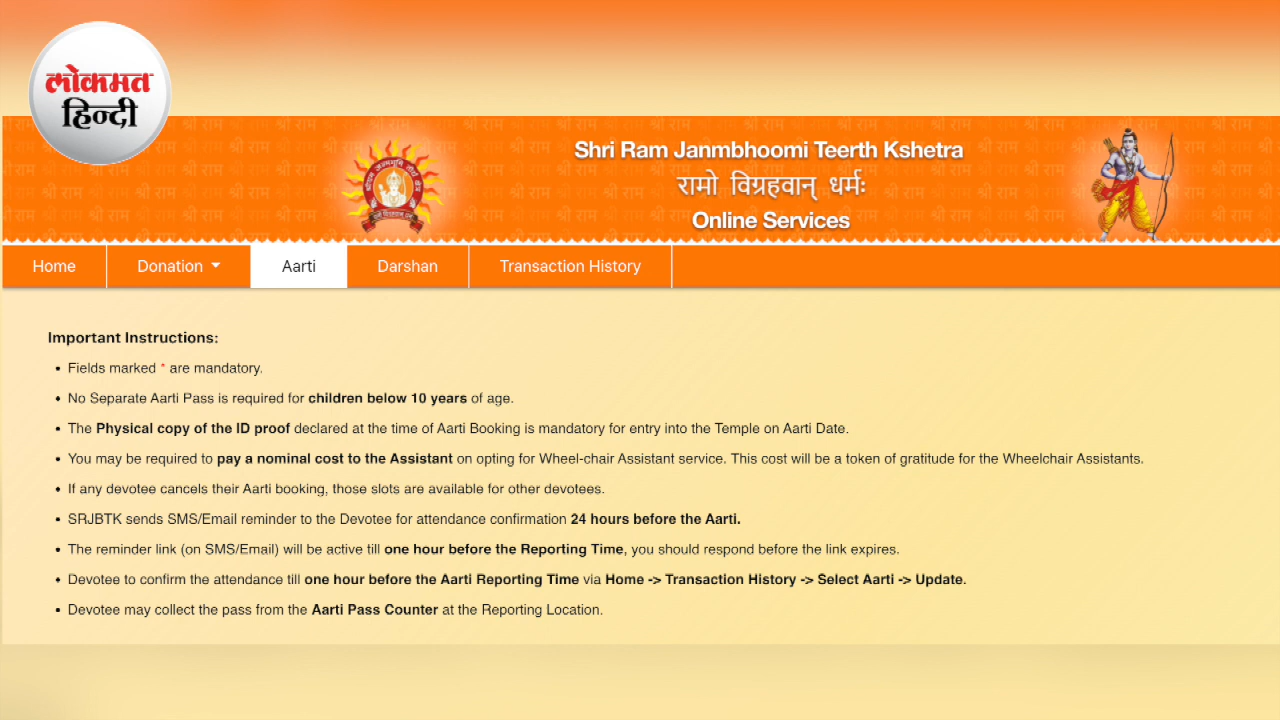 लोकमत
हिन्दी
Shri Ram Janmbhoomi Teerth Kshetra
रामो विग्रहवान् धर्मः
Online Services
Home
Donation
Aarti
Darshan
Transaction History
Important Instructions:
• Fields marked * are mandatory.
• No Separate Aarti Pass is required for children below 10 years of age.
• The Physical copy of the ID proof declared at the time of Aarti Booking is mandatory for entry into the Temple on Aarti Date.
• You may be required to pay a nominal cost to the Assistant on opting for Wheel-chair Assistant service. This cost will be a token of gratitude for the Wheelchair Assistants.
• If any devotee cancels their Aarti booking, those slots are available for other devotees.
• SRJBTK sends SMS/Email reminder to the Devotee for attendance confirmation 24 hours before the Aarti.
• The reminder link (on SMS/Email) will be active till one hour before the Reporting Time, you should respond before the link expires.
• Devotee to confirm the attendance till one hour before the Aarti Reporting Time via Home -> Transaction History -> Select Aarti -> Update.
• Devotee may collect the pass from the Aarti Pass Counter at the Reporting Location.